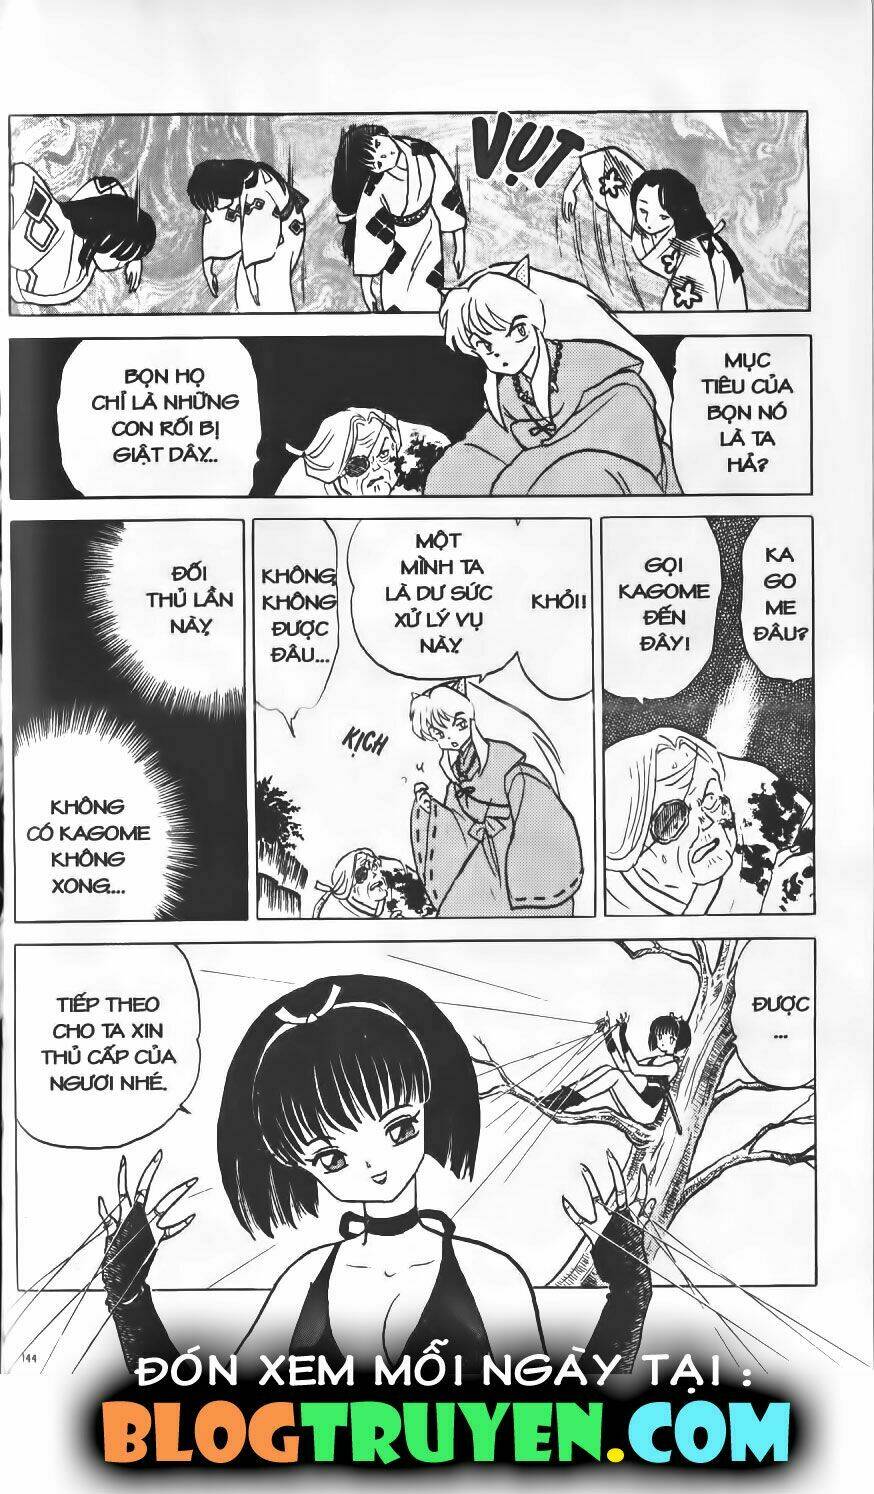 VỤT
MỤC
TIÊU CỦA
BỌN NÓ
LÀ TA
HẢ?
BỌN HỌ
CHỈ LÀ NHỮNG
CON RỐI BỊ
GIẬT DÂY...
KA
GO
ME
ĐÂU?
GỌI
KAGOME
ĐẾN
ĐÂY!
KHỎI!
MỘT
MÌNH TA
LÀ DƯ SỨC
XỬ LÝ VỤ
NÀY.
KỊCH
KHÔNG,
KHÔNG
ĐƯỢC
ĐÂU...
ĐỐI
THỦ LẦN
NÀY,
KHÔNG
CÓ KAGOME
KHÔNG
XONG....
ĐƯỢC
...
TIẾP THEO
CHO TA XIN
THỦ CẤP CỦA
NGƯƠI NHÉ.
144
ĐÓN XEM MỖI NGÀY TẠI :
BLOGTRUYEN.COM